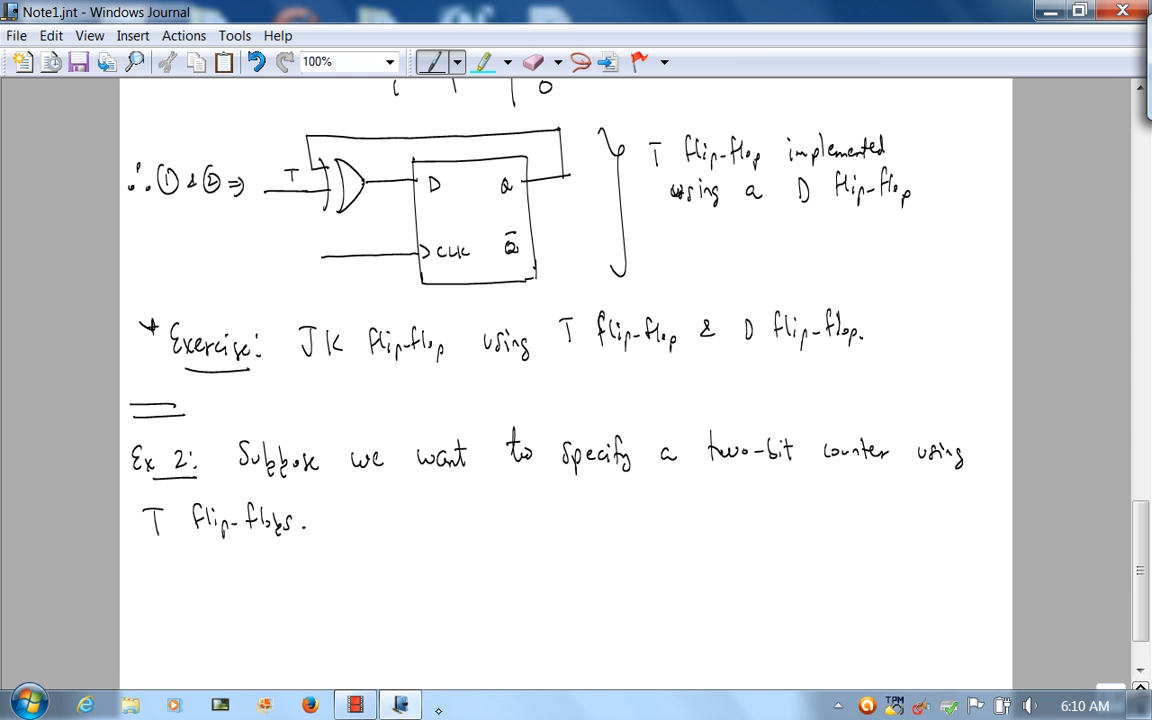 Note1.jnt - Windows Journal
File Edit View Insert Actions Tools Help
100%
1 0
∴ ① & ② ⇒ T D Q
CLK Q̅
T flip-flop implemented
using a D flip-flop
* Exercise: JK flip-flop using T flip-flop & D flip-flop.
Ex 2: Suppose we want to specify a two-bit counter using
T flip-flops.
6:10 AM